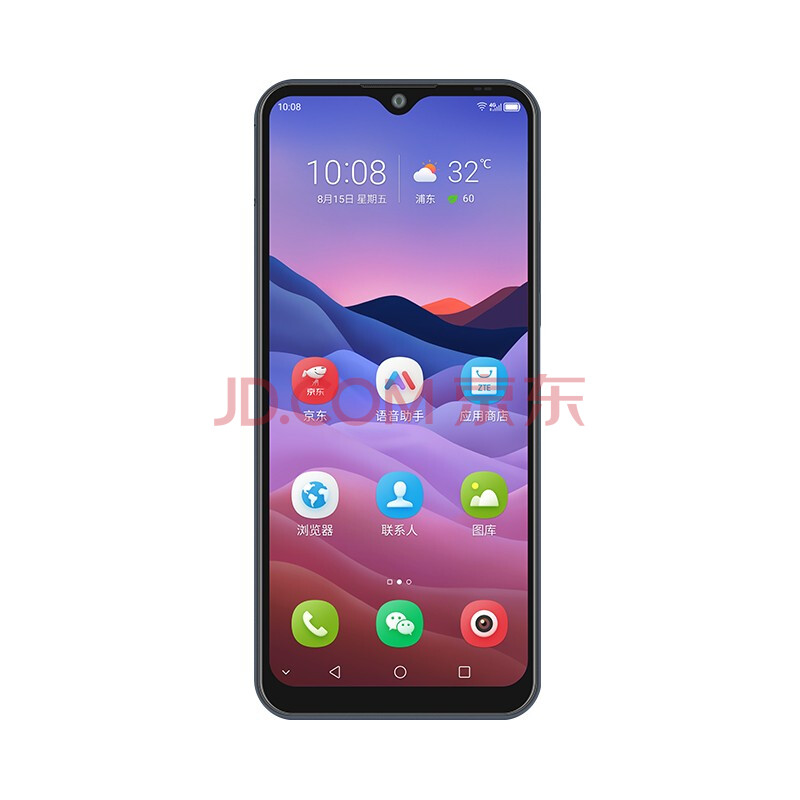 10:08
4G
10:08
32℃
8月15日 星期五
浦东
60
京东
ZTE
JD.COM 京东
京东
语音助手
应用商店
浏览器
联系人
图库